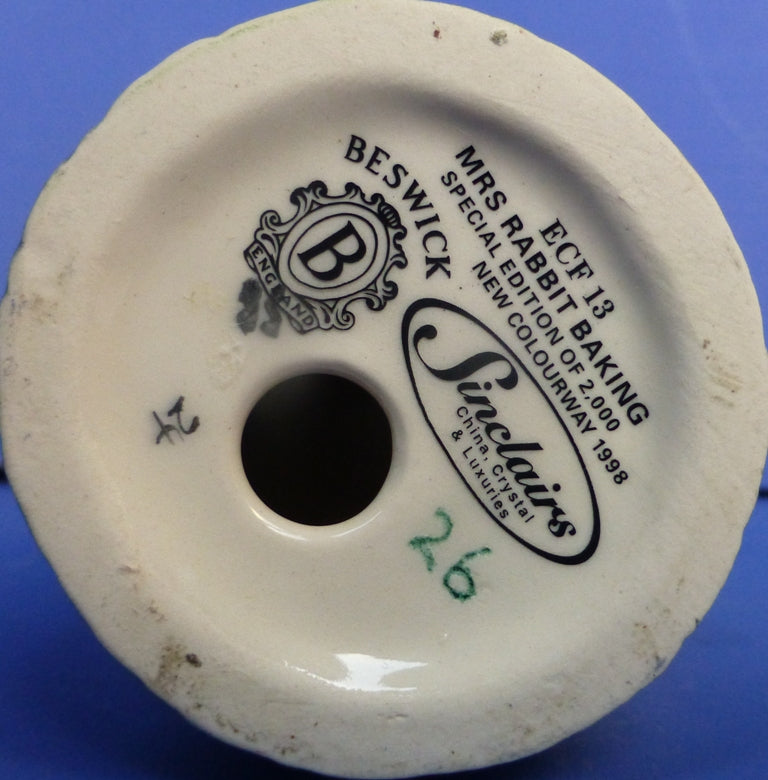 BESWICK
B
ENGLAND
ECF 13
MRS RABBIT BAKING
SPECIAL EDITION OF 2,000
NEW COLOURWAY 1998
Sinclairs
China, Crystal
& Luxuries
26